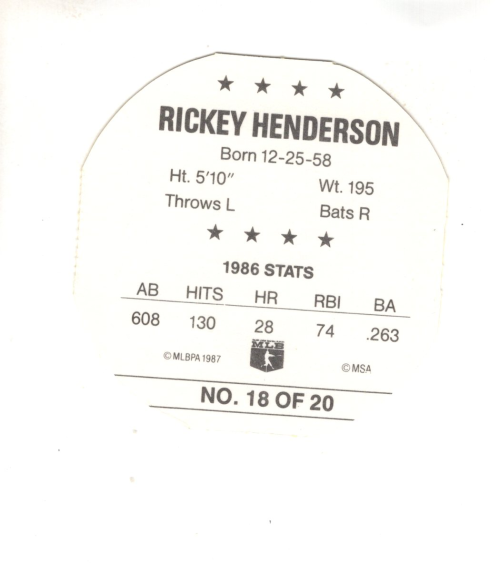 ★ ★ ★ ★
RICKEY HENDERSON
Born 12-25-58
Ht. 5'10" Wt. 195
Throws L Bats R
★ ★ ★ ★
1986 STATS
AB HITS HR RBI BA
608 130 28 74 .263
© MLBPA 1987 MLB © MSA
NO. 18 OF 20